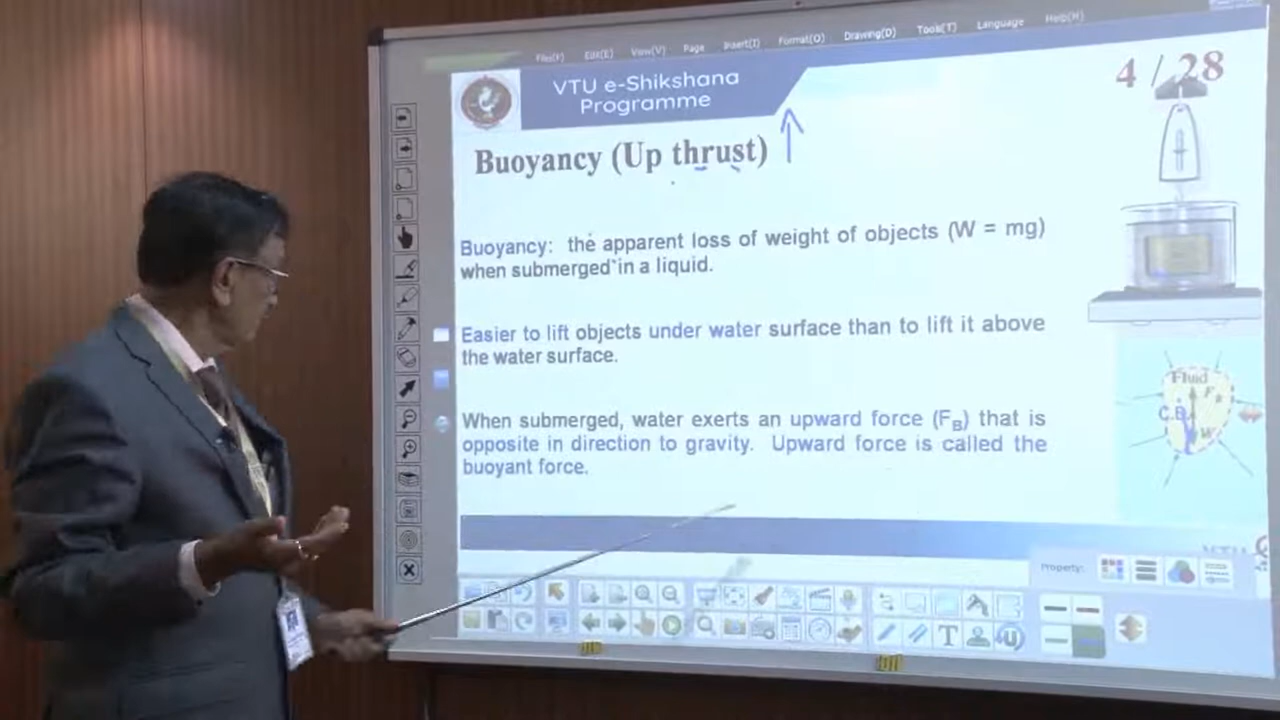 File(F) Edit(E) View(V) Page Insert(I) Format(O) Drawing(D) Tools(T) Language Help(H)
VTU e-Shikshana
Programme
4 / 28
Buoyancy (Up thrust)
Buoyancy: the apparent loss of weight of objects (W = mg)
when submerged in a liquid.
Easier to lift objects under water surface than to lift it above
the water surface.
When submerged, water exerts an upward force (FB) that is
opposite in direction to gravity. Upward force is called the
buoyant force.
Fluid
FB
C.B
W
Property:
T